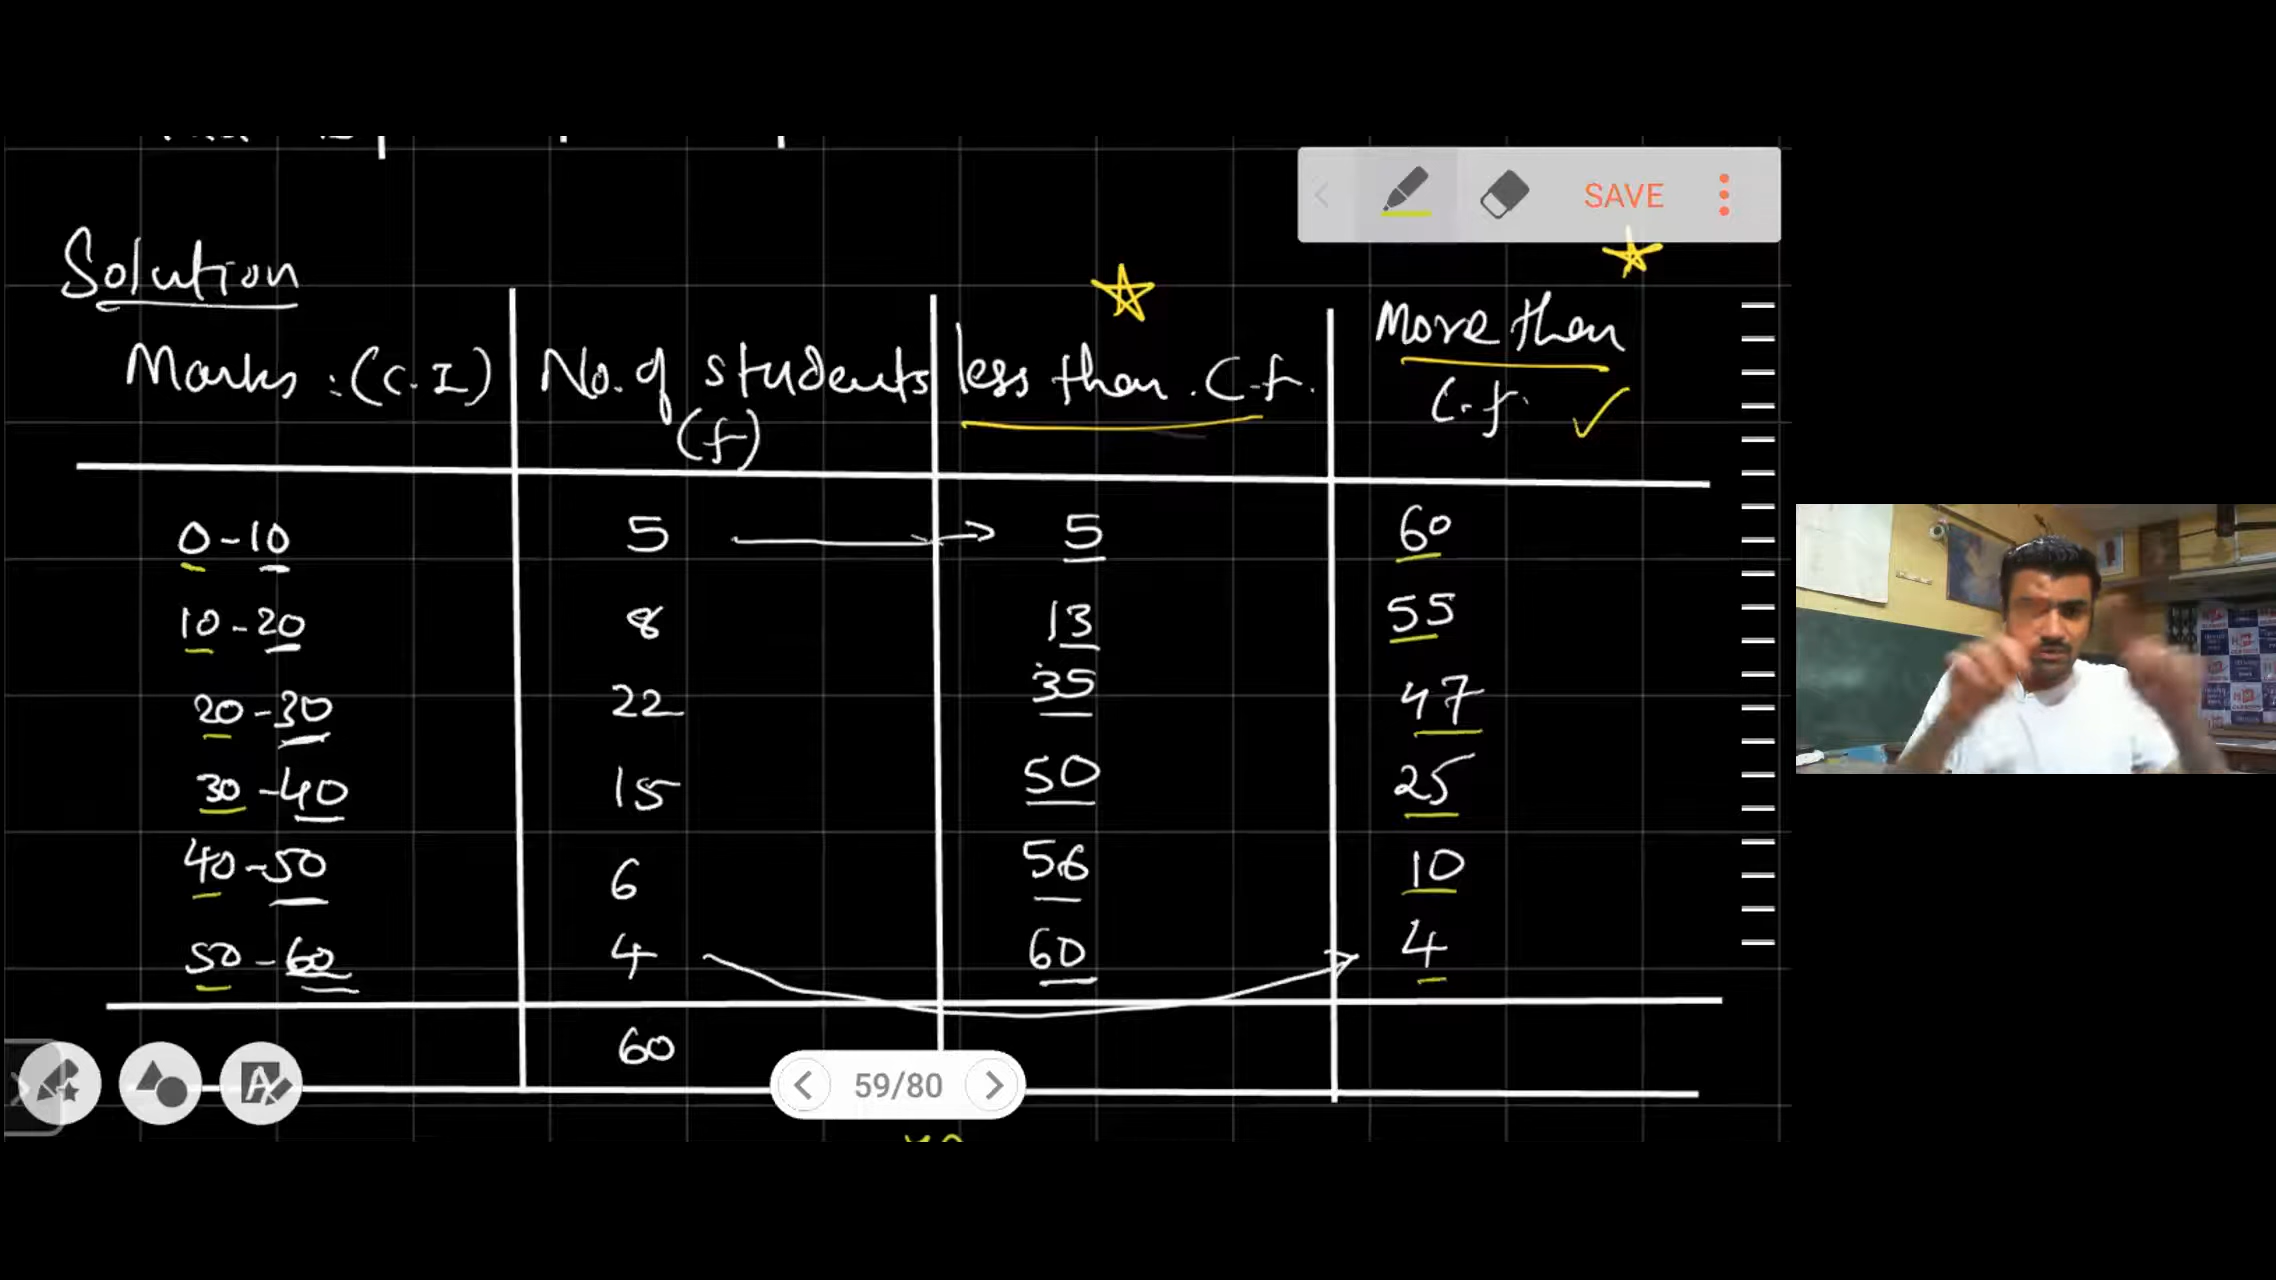 SAVE
Solution
Marks : (C.I) No. of students (f) less than . C.f. More than C.f.
0-10 5 5 60
10-20 8 13 55
20-30 22 35 47
30-40 15 50 25
40-50 6 56 10
50-60 4 60 4
60
59/80